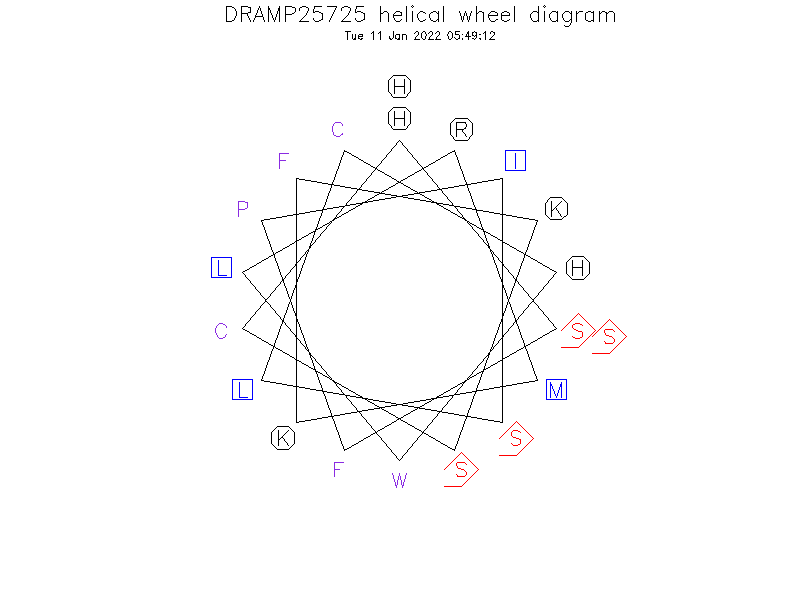 DRAMP25725 helical wheel diagram
Tue 11 Jan 2022 05:49:12
H
H
C R
F I
P K
L H
C S S
L M
K S
F S
W